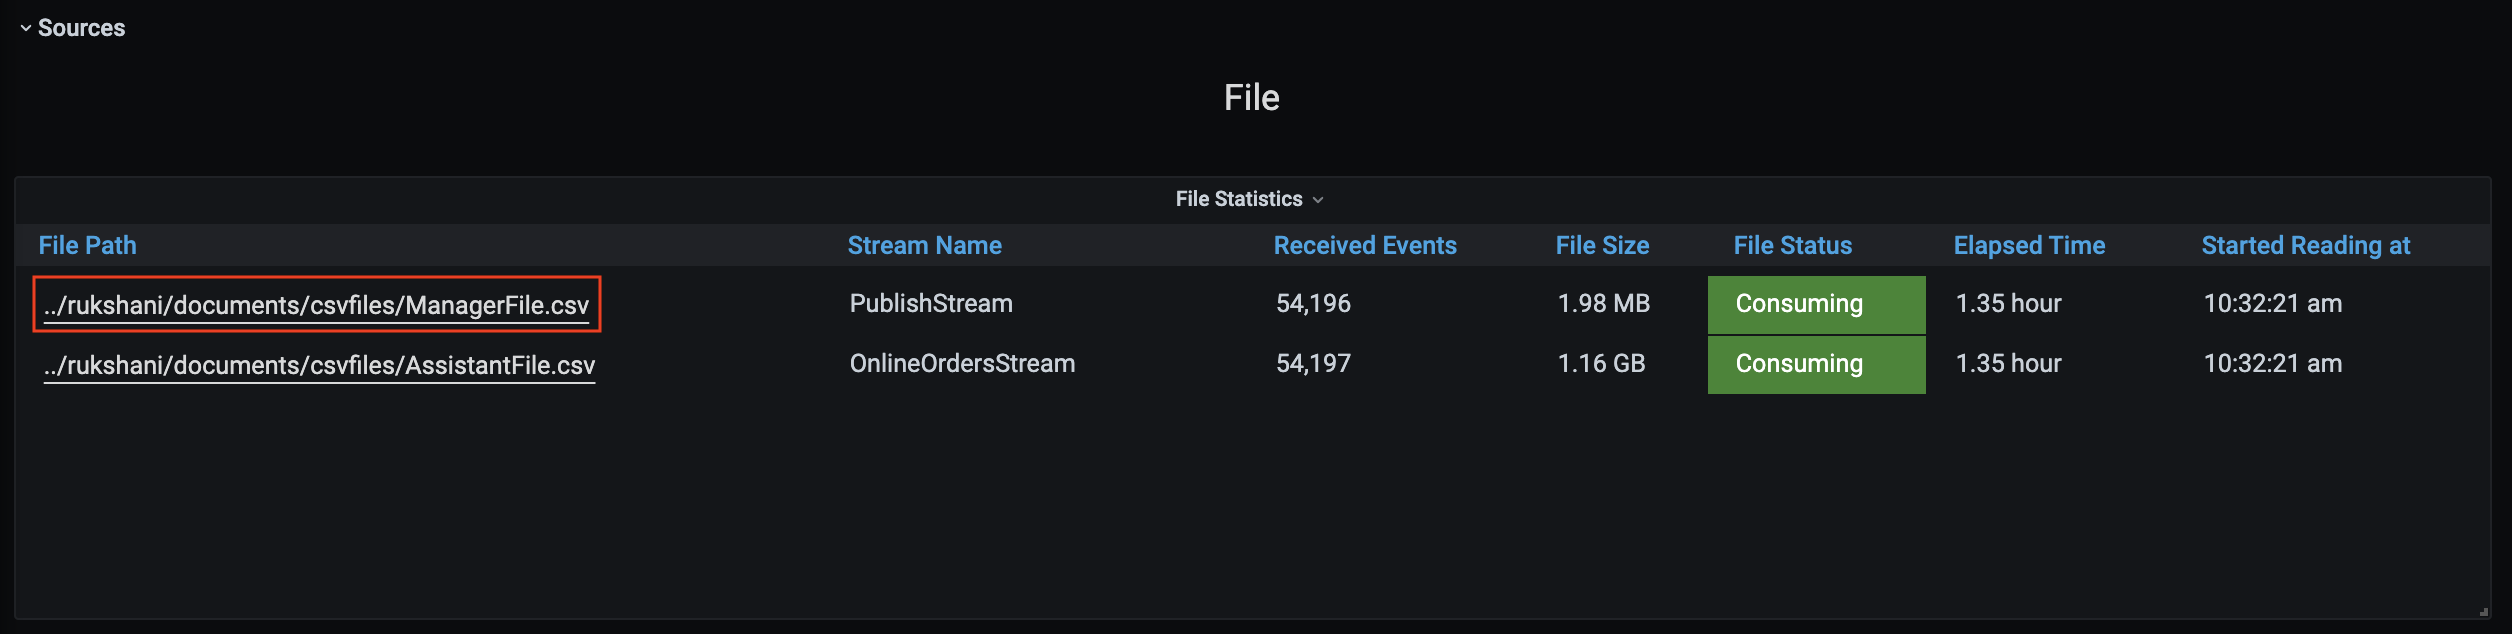 Sources
File
File Statistics
File Path Stream Name Received Events File Size File Status Elapsed Time Started Reading at
../rukshani/documents/csvfiles/ManagerFile.csv PublishStream 54,196 1.98 MB Consuming 1.35 hour 10:32:21 am
../rukshani/documents/csvfiles/AssistantFile.csv OnlineOrdersStream 54,197 1.16 GB Consuming 1.35 hour 10:32:21 am